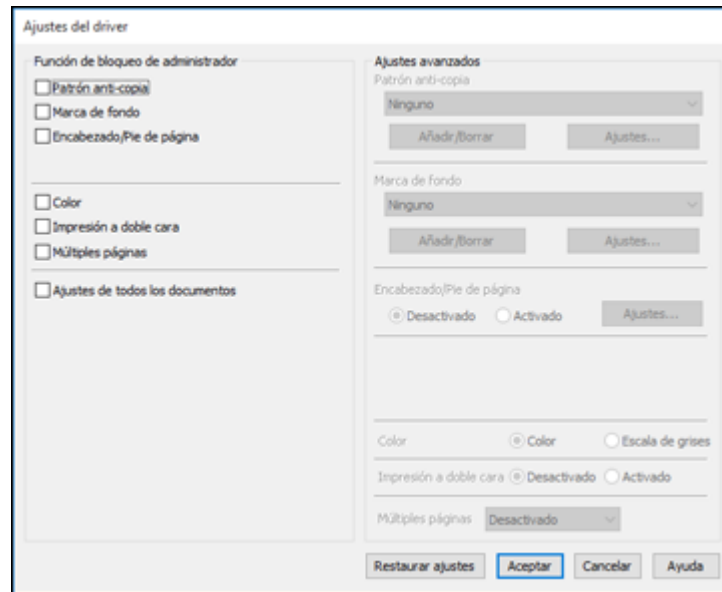 Ajustes del driver
Función de bloqueo de administrador
Patrón anti-copia
Marca de fondo
Encabezado/Pie de página
Color
Impresión a doble cara
Múltiples páginas
Ajustes de todos los documentos
Ajustes avanzados
Patrón anti-copia
Ninguno
Añadir/Borrar Ajustes...
Marca de fondo
Ninguno
Añadir/Borrar Ajustes...
Encabezado/Pie de página
Desactivado Activado Ajustes...
Color Color Escala de grises
Impresión a doble cara Desactivado Activado
Múltiples páginas Desactivado
Restaurar ajustes Aceptar Cancelar Ayuda